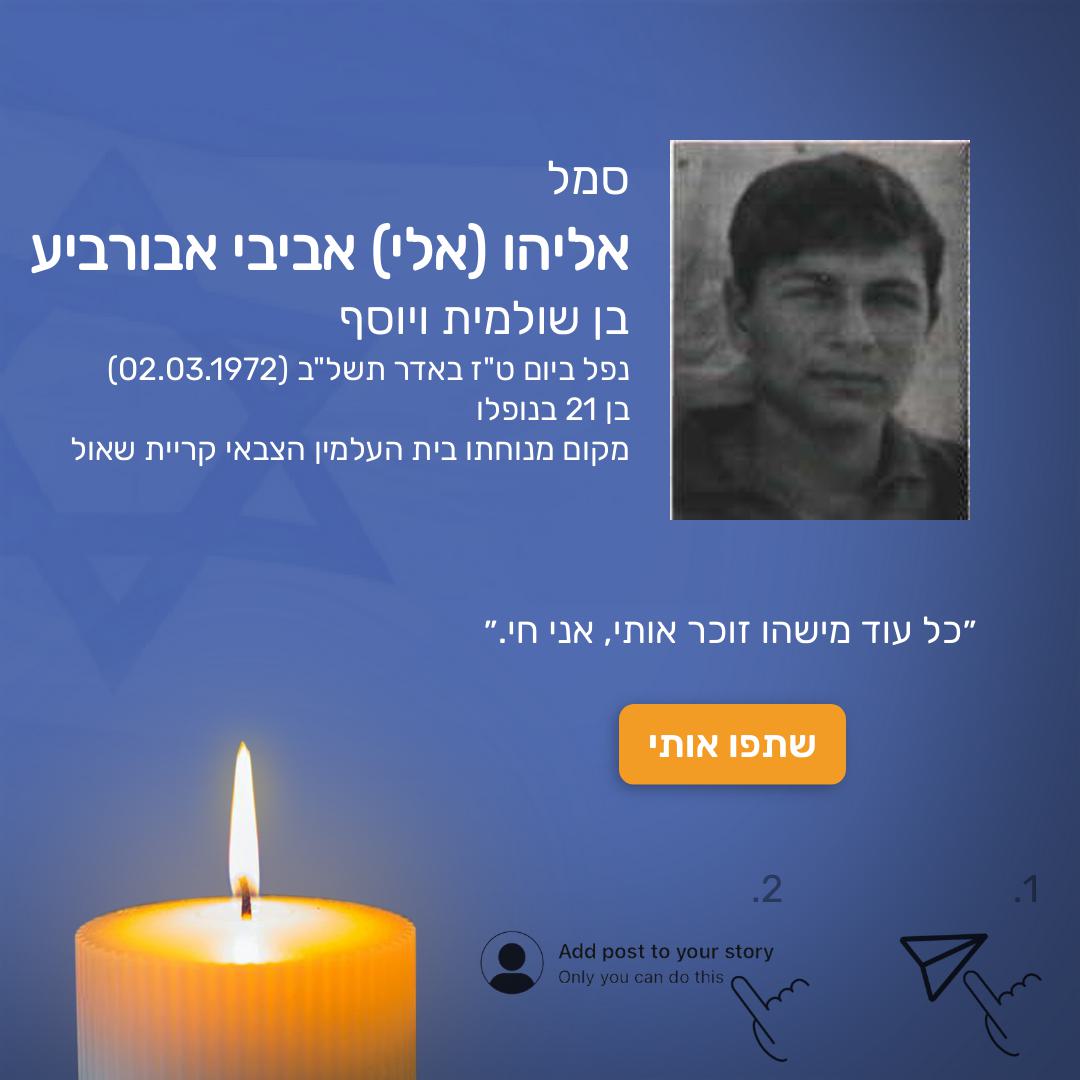 סמל
אליהו (אלי) אביבי אבורביע
בן שולמית ויוסף
נפל ביום ט"ז באדר תשל"ב (02.03.1972)
בן 21 בנופלו
מקום מנוחתו בית העלמין הצבאי קריית שאול
״כל עוד מישהו זוכר אותי, אני חי.״
שתפו אותי
.1
.2
Add post to your story
Only you can do this